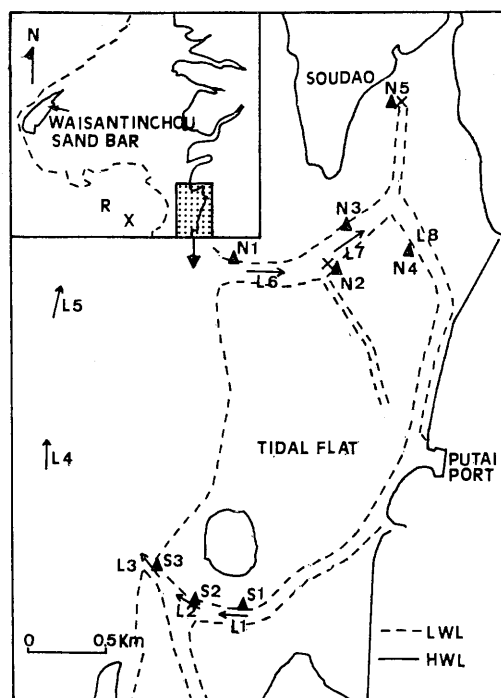 N
SOUDAO
N5
WAISANTINCHOU
SAND BAR
R
X
N3
N1
L8
L7
N4
L6
N2
L5
TIDAL FLAT
PUTAI
PORT
L4
L3
S3
S2
S1
L2
L1
0 0.5Km
LWL
HWL